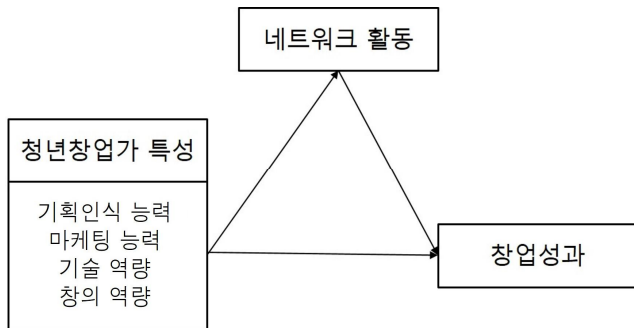 네트워크 활동
청년창업가 특성
기획인식 능력
마케팅 능력
기술 역량
창의 역량
창업성과